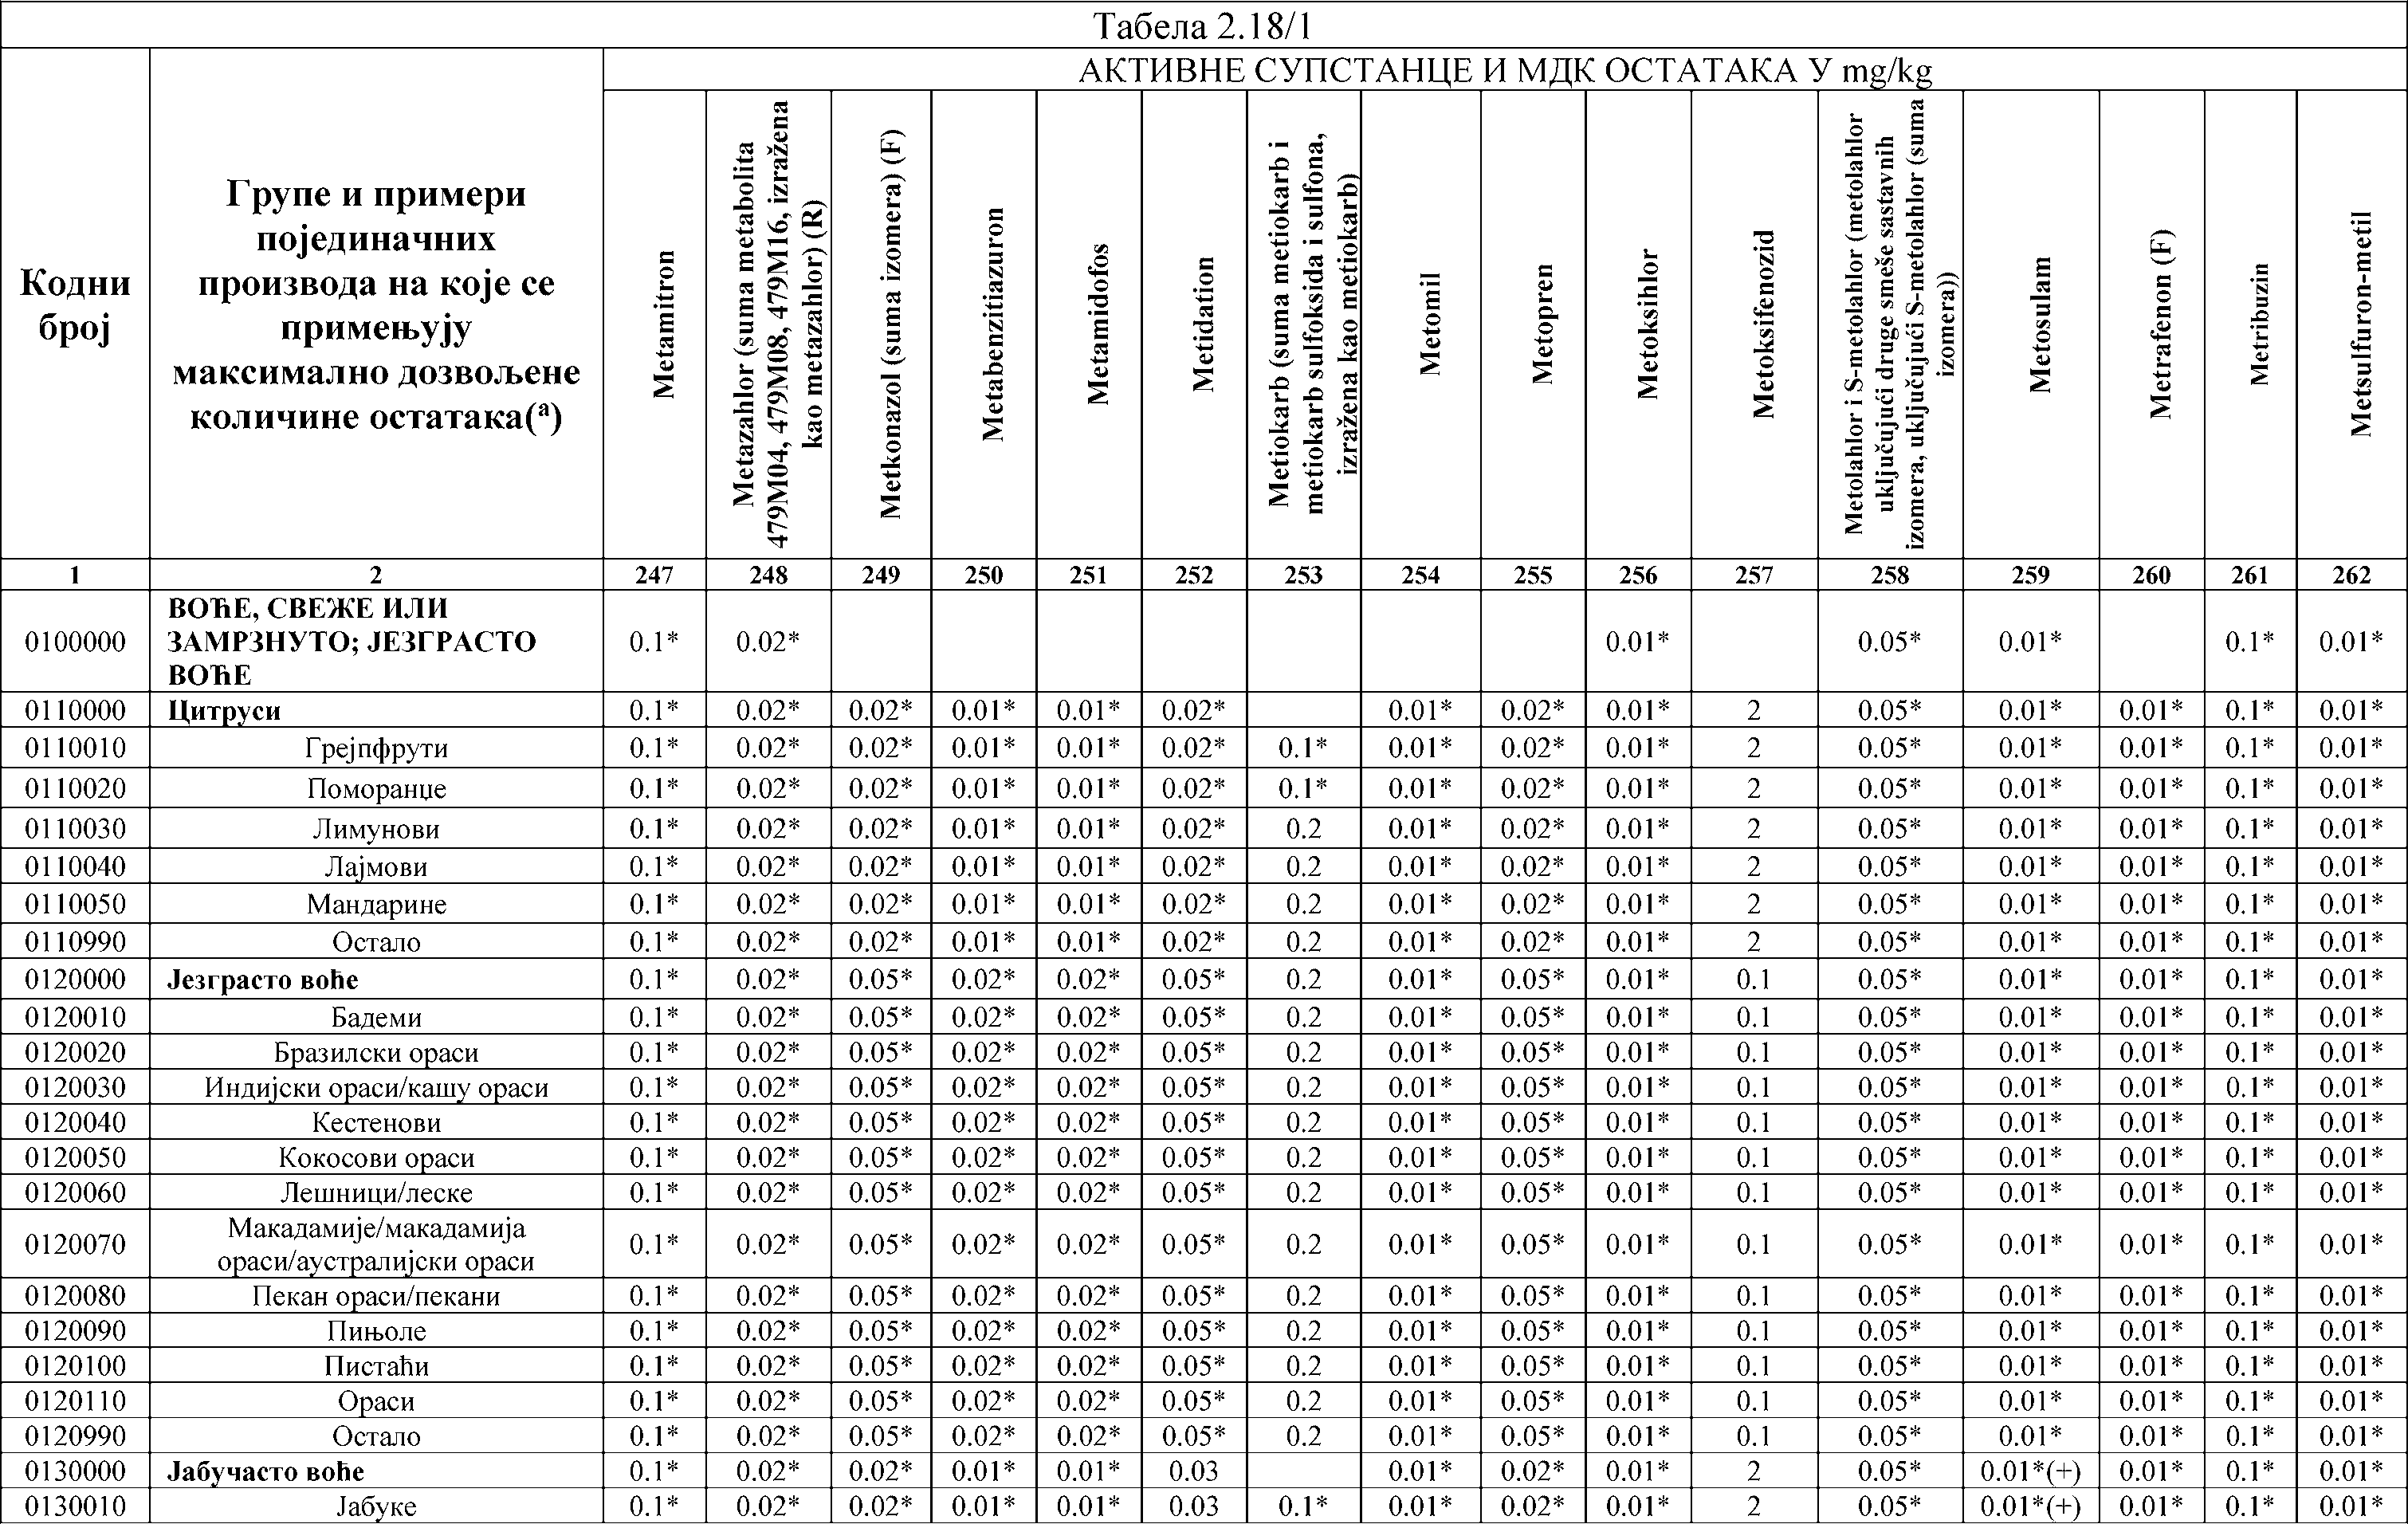 Табела 2.18/1
АКТИВНЕ СУПСТАНЦЕ И МДК ОСТАТАКА У mg/kg
Кодни
број
Групе и примери
појединачних
производа на које се
примењују
максимално дозвољене
количине остатака(ª)
Metamitron
Metazahlor (suma metabolita
479M04, 479M08, 479M16, izražena
kao metazahlor) (R)
Metkonazol (suma izomera) (F)
Metabenzitiazuron
Metamidofos
Metidation
Metiokarb (suma metiokarb i
metiokarb sulfoksida i sulfona,
izražena kao metiokarb)
Metomil
Metopren
Metoksihlor
Metoksifenozid
Metolahlor i S-metolahlor (metolahlor
uključujući druge smeše sastavnih
izomera, uključujući S-metolahlor (suma
izomera))
Metosulam
Metrafenon (F)
Metribuzin
Metsulfuron-metil
1 2 247 248 249 250 251 252 253 254 255 256 257 258 259 260 261 262
ВОЋЕ, СВЕЖЕ ИЛИ
0100000 ЗАМРЗНУТО; ЈЕЗГРАСТО 0.1* 0.02* 0.01* 0.05* 0.01* 0.1* 0.01*
ВОЋЕ
0110000 Цитруси 0.1* 0.02* 0.02* 0.01* 0.01* 0.02* 0.01* 0.02* 0.01* 2 0.05* 0.01* 0.01* 0.1* 0.01*
0110010 Грејпфрути 0.1* 0.02* 0.02* 0.01* 0.01* 0.02* 0.1* 0.01* 0.02* 0.01* 2 0.05* 0.01* 0.01* 0.1* 0.01*
0110020 Поморанџе 0.1* 0.02* 0.02* 0.01* 0.01* 0.02* 0.1* 0.01* 0.02* 0.01* 2 0.05* 0.01* 0.01* 0.1* 0.01*
0110030 Лимунови 0.1* 0.02* 0.02* 0.01* 0.01* 0.02* 0.2 0.01* 0.02* 0.01* 2 0.05* 0.01* 0.01* 0.1* 0.01*
0110040 Лајмови 0.1* 0.02* 0.02* 0.01* 0.01* 0.02* 0.2 0.01* 0.02* 0.01* 2 0.05* 0.01* 0.01* 0.1* 0.01*
0110050 Мандарине 0.1* 0.02* 0.02* 0.01* 0.01* 0.02* 0.2 0.01* 0.02* 0.01* 2 0.05* 0.01* 0.01* 0.1* 0.01*
0110990 Остало 0.1* 0.02* 0.02* 0.01* 0.01* 0.02* 0.2 0.01* 0.02* 0.01* 2 0.05* 0.01* 0.01* 0.1* 0.01*
0120000 Језграсто воће 0.1* 0.02* 0.05* 0.02* 0.02* 0.05* 0.2 0.01* 0.05* 0.01* 0.1 0.05* 0.01* 0.01* 0.1* 0.01*
0120010 Бадеми 0.1* 0.02* 0.05* 0.02* 0.02* 0.05* 0.2 0.01* 0.05* 0.01* 0.1 0.05* 0.01* 0.01* 0.1* 0.01*
0120020 Бразилски ораси 0.1* 0.02* 0.05* 0.02* 0.02* 0.05* 0.2 0.01* 0.05* 0.01* 0.1 0.05* 0.01* 0.01* 0.1* 0.01*
0120030 Индијски ораси/кашу ораси 0.1* 0.02* 0.05* 0.02* 0.02* 0.05* 0.2 0.01* 0.05* 0.01* 0.1 0.05* 0.01* 0.01* 0.1* 0.01*
0120040 Кестенови 0.1* 0.02* 0.05* 0.02* 0.02* 0.05* 0.2 0.01* 0.05* 0.01* 0.1 0.05* 0.01* 0.01* 0.1* 0.01*
0120050 Кокосови ораси 0.1* 0.02* 0.05* 0.02* 0.02* 0.05* 0.2 0.01* 0.05* 0.01* 0.1 0.05* 0.01* 0.01* 0.1* 0.01*
0120060 Лешници/леске 0.1* 0.02* 0.05* 0.02* 0.02* 0.05* 0.2 0.01* 0.05* 0.01* 0.1 0.05* 0.01* 0.01* 0.1* 0.01*
Макадамије/макадамија
0120070 ораси/аустралијски ораси 0.1* 0.02* 0.05* 0.02* 0.02* 0.05* 0.2 0.01* 0.05* 0.01* 0.1 0.05* 0.01* 0.01* 0.1* 0.01*
0120080 Пекан ораси/пекани 0.1* 0.02* 0.05* 0.02* 0.02* 0.05* 0.2 0.01* 0.05* 0.01* 0.1 0.05* 0.01* 0.01* 0.1* 0.01*
0120090 Пињоле 0.1* 0.02* 0.05* 0.02* 0.02* 0.05* 0.2 0.01* 0.05* 0.01* 0.1 0.05* 0.01* 0.01* 0.1* 0.01*
0120100 Пистаћи 0.1* 0.02* 0.05* 0.02* 0.02* 0.05* 0.2 0.01* 0.05* 0.01* 0.1 0.05* 0.01* 0.01* 0.1* 0.01*
0120110 Ораси 0.1* 0.02* 0.05* 0.02* 0.02* 0.05* 0.2 0.01* 0.05* 0.01* 0.1 0.05* 0.01* 0.01* 0.1* 0.01*
0120990 Остало 0.1* 0.02* 0.05* 0.02* 0.02* 0.05* 0.2 0.01* 0.05* 0.01* 0.1 0.05* 0.01* 0.01* 0.1* 0.01*
0130000 Јабучасто воће 0.1* 0.02* 0.02* 0.01* 0.01* 0.03 0.01* 0.02* 0.01* 2 0.05* 0.01*(+) 0.01* 0.1* 0.01*
0130010 Јабуке 0.1* 0.02* 0.02* 0.01* 0.01* 0.03 0.1* 0.01* 0.02* 0.01* 2 0.05* 0.01*(+) 0.01* 0.1* 0.01*